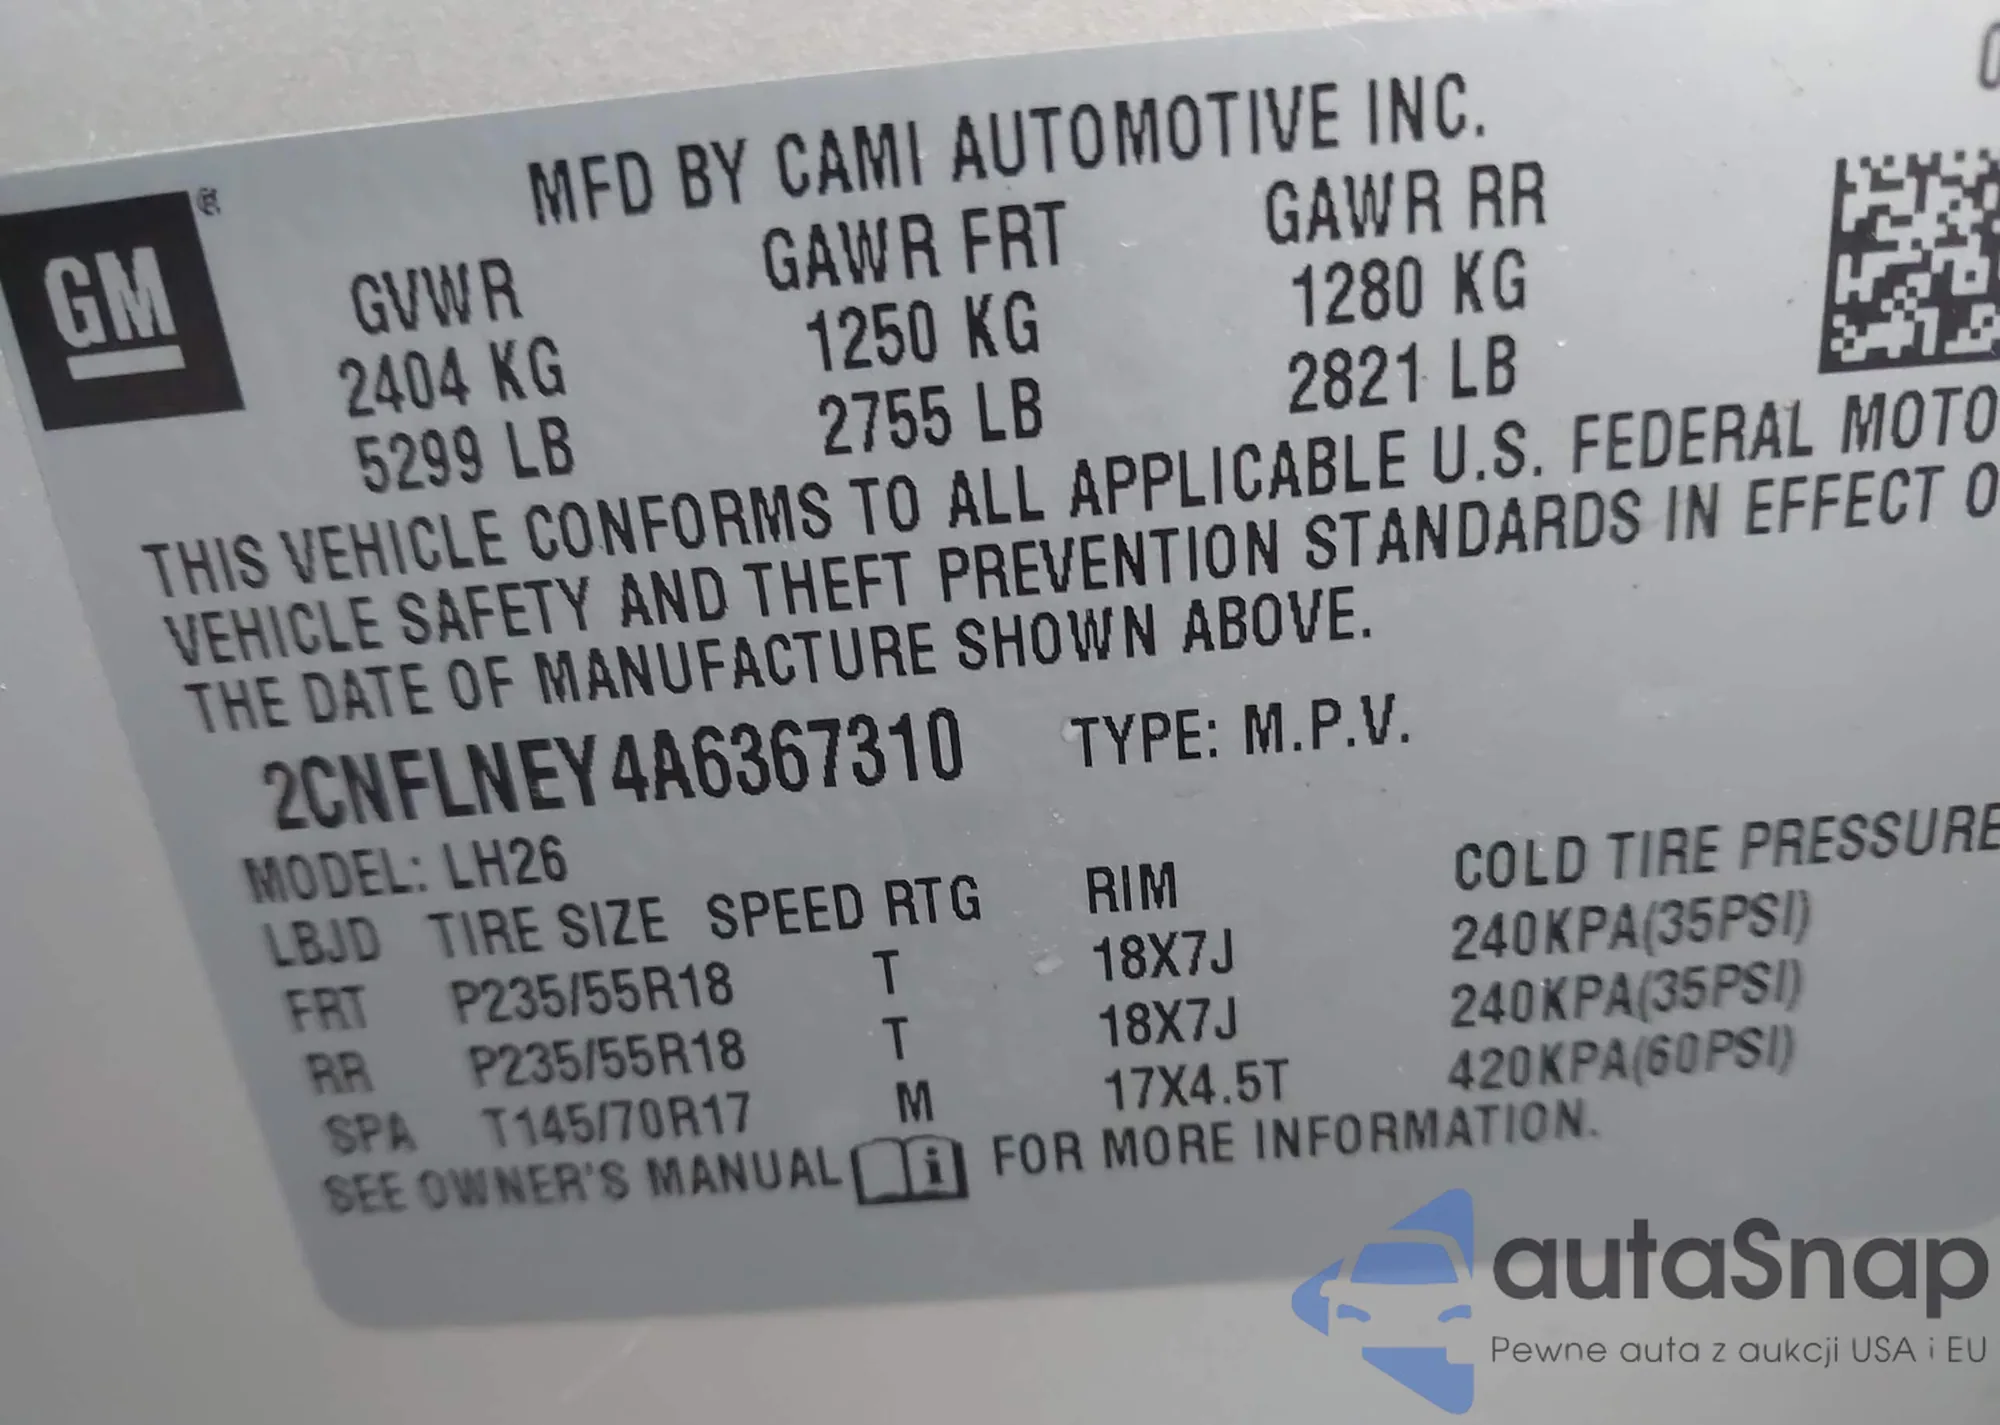 MFD BY CAMI AUTOMOTIVE INC.
GM ®
GVWR GAWR FRT GAWR RR
2404 KG 1250 KG 1280 KG
5299 LB 2755 LB 2821 LB
THIS VEHICLE CONFORMS TO ALL APPLICABLE U.S. FEDERAL MOTO
VEHICLE SAFETY AND THEFT PREVENTION STANDARDS IN EFFECT O
THE DATE OF MANUFACTURE SHOWN ABOVE.
2CNFLNEY4A6367310 TYPE: M.P.V.
MODEL: LH26
LBJD TIRE SIZE SPEED RTG RIM COLD TIRE PRESSURE
FRT P235/55R18 T 18X7J 240KPA(35PSI)
RR P235/55R18 T 18X7J 240KPA(35PSI)
SPA T145/70R17 M 17X4.5T 420KPA(60PSI)
SEE OWNER'S MANUAL i FOR MORE INFORMATION.
autaSnap
Pewne auta z aukcji USA i EU